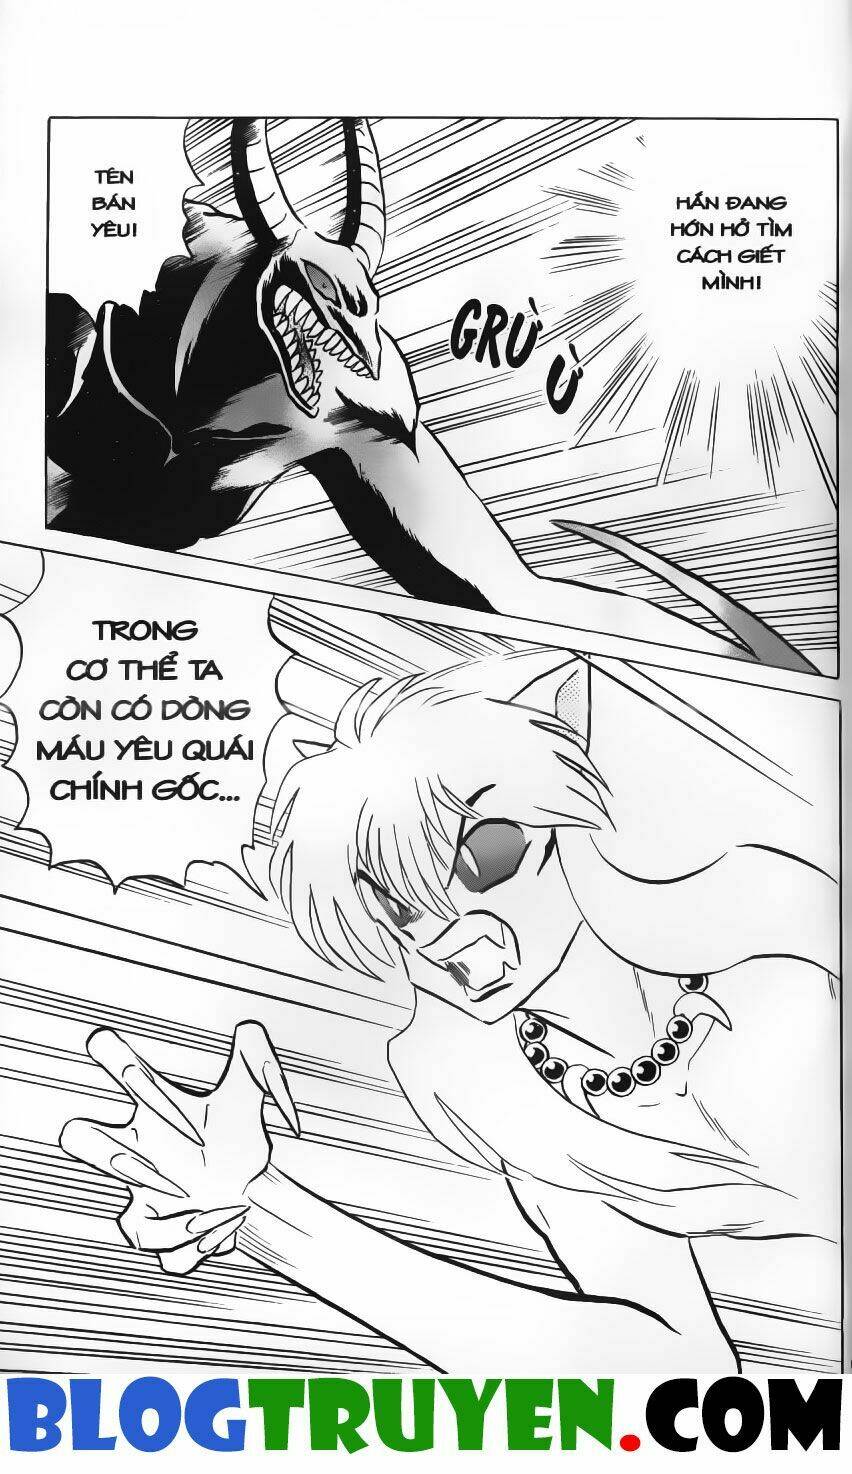 TÊN
BÁN
YÊU!
HẮN ĐANG
HỚN HỞ TÌM
CÁCH GIẾT
MÌNH!
GRỪ Ừ
TRONG
CƠ THỂ TA
CÒN CÓ DÒNG
MÁU YÊU QUÁI
CHÍNH GỐC...
BLOGTRUYEN.COM